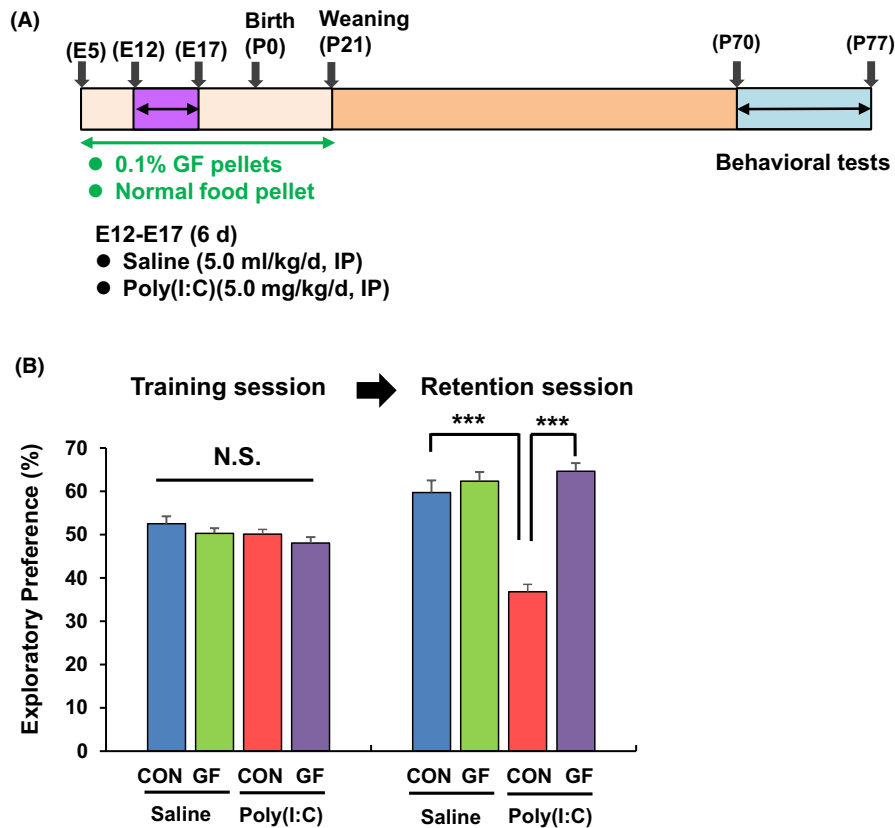 (A)
Birth
Weaning
(E5) (E12) (E17) (P0) (P21) (P70) (P77)
● 0.1% GF pellets
● Normal food pellet
Behavioral tests
E12-E17 (6 d)
● Saline (5.0 ml/kg/d, IP)
● Poly(I:C)(5.0 mg/kg/d, IP)
(B)
Training session
Retention session
Exploratory Preference (%)
70
60
50
40
30
20
10
0
N.S.
*** ***
CON GF CON GF CON GF CON GF
Saline Poly(I:C) Saline Poly(I:C)